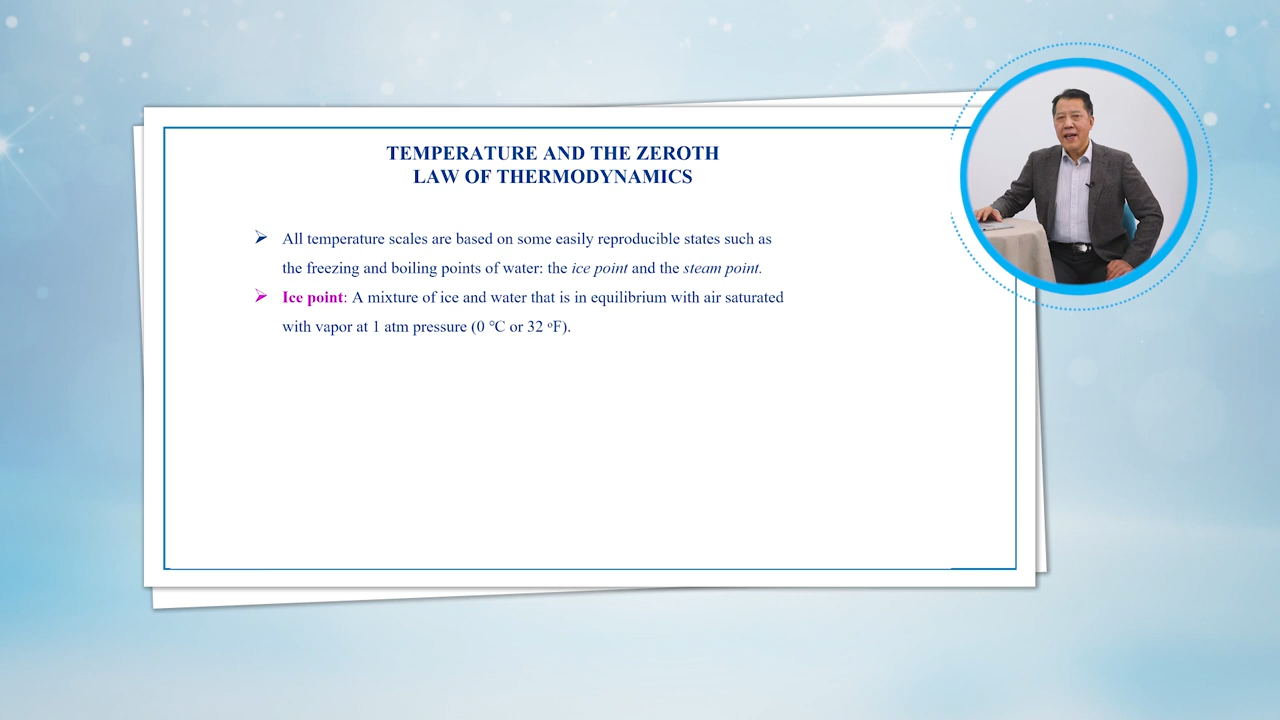 TEMPERATURE AND THE ZEROTH
LAW OF THERMODYNAMICS
➢ All temperature scales are based on some easily reproducible states such as
the freezing and boiling points of water: the ice point and the steam point.
➢ Ice point: A mixture of ice and water that is in equilibrium with air saturated
with vapor at 1 atm pressure (0 ℃ or 32 ᵒF).